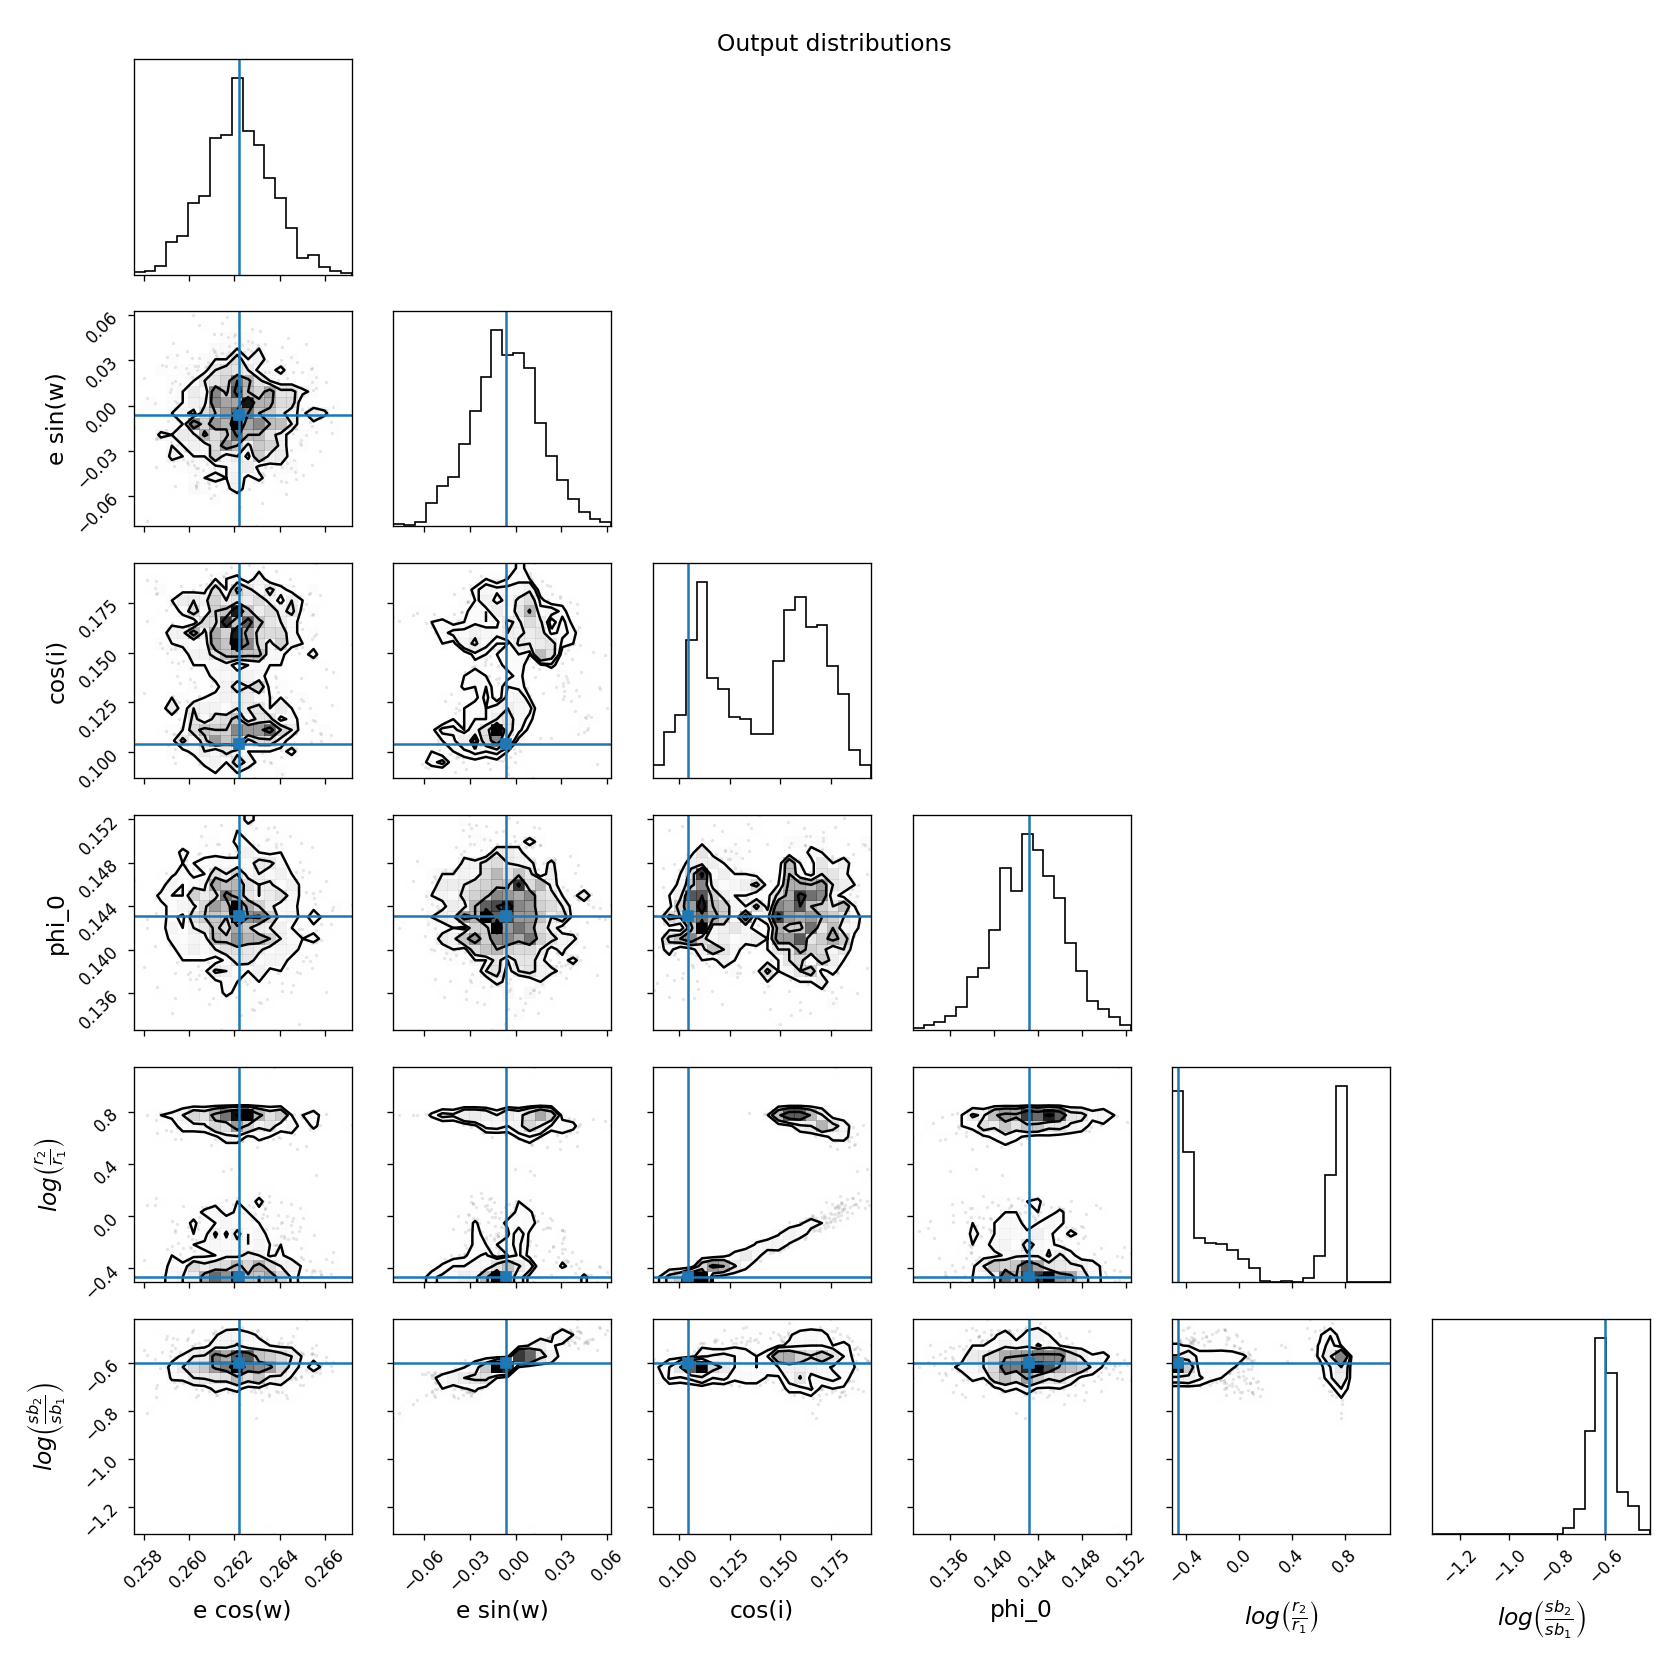 Output distributions
e sin(w)
0.06
0.03
0.00
−0.03
−0.06
cos(i)
0.175
0.150
0.125
0.100
phi_0
0.152
0.148
0.144
0.140
0.136
log(r2/r1)
0.8
0.4
0.0
−0.4
log(sb2/sb1)
−0.6
−0.8
−1.0
−1.2
0.258 0.260 0.262 0.264 0.266 −0.06 −0.03 0.00 0.03 0.06 0.100 0.125 0.150 0.175 0.136 0.140 0.144 0.148 0.152 −0.4 0.0 0.4 0.8 −1.2 −1.0 −0.8 −0.6
e cos(w) e sin(w) cos(i) phi_0 log(r2/r1) log(sb2/sb1)